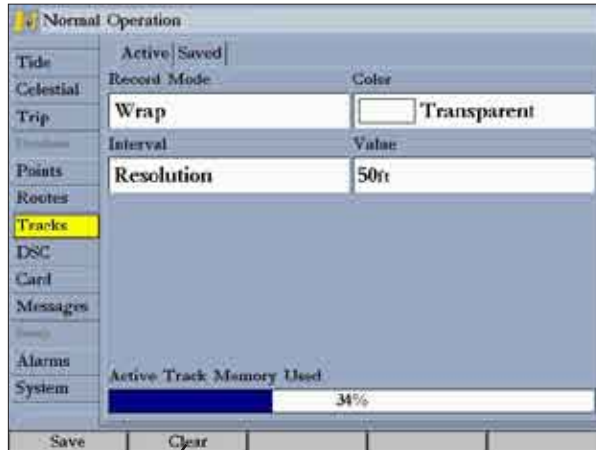 Normal Operation
Active Saved
Tide
Celestial
Trip
Points
Routes
Tracks
DSC
Card
Messages
Alarms
System
Record Mode
Color
Wrap
Transparent
Interval
Value
Resolution
50ft
Active Track Memory Used
34%
Save
Clear